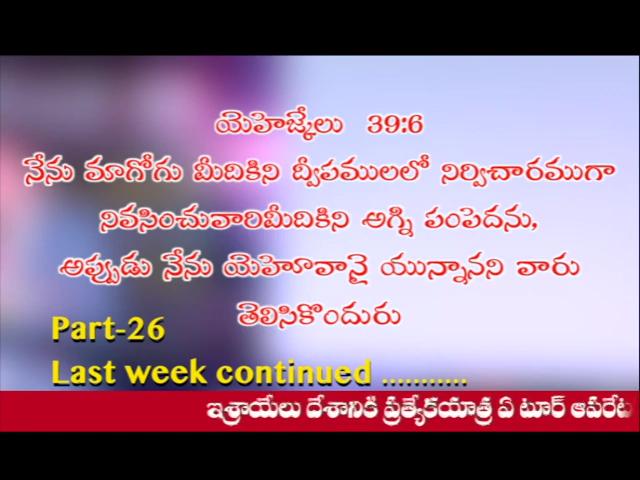 యెహెజ్కేలు 39:6
నేను మాగోగు మీదికిని ద్వీపములలో నిర్విచారముగా
నివసించువారిమీదికిని అగ్ని పంపెదను,
అప్పుడు నేను యెహూవానై యున్నానని వారు
తెలిసికొందురు
Part-26
Last week continued ...........
ఇశ్రాయేలు దేశానికి ప్రత్యేకయాత్ర ఏ టూర్ ఆపరేట